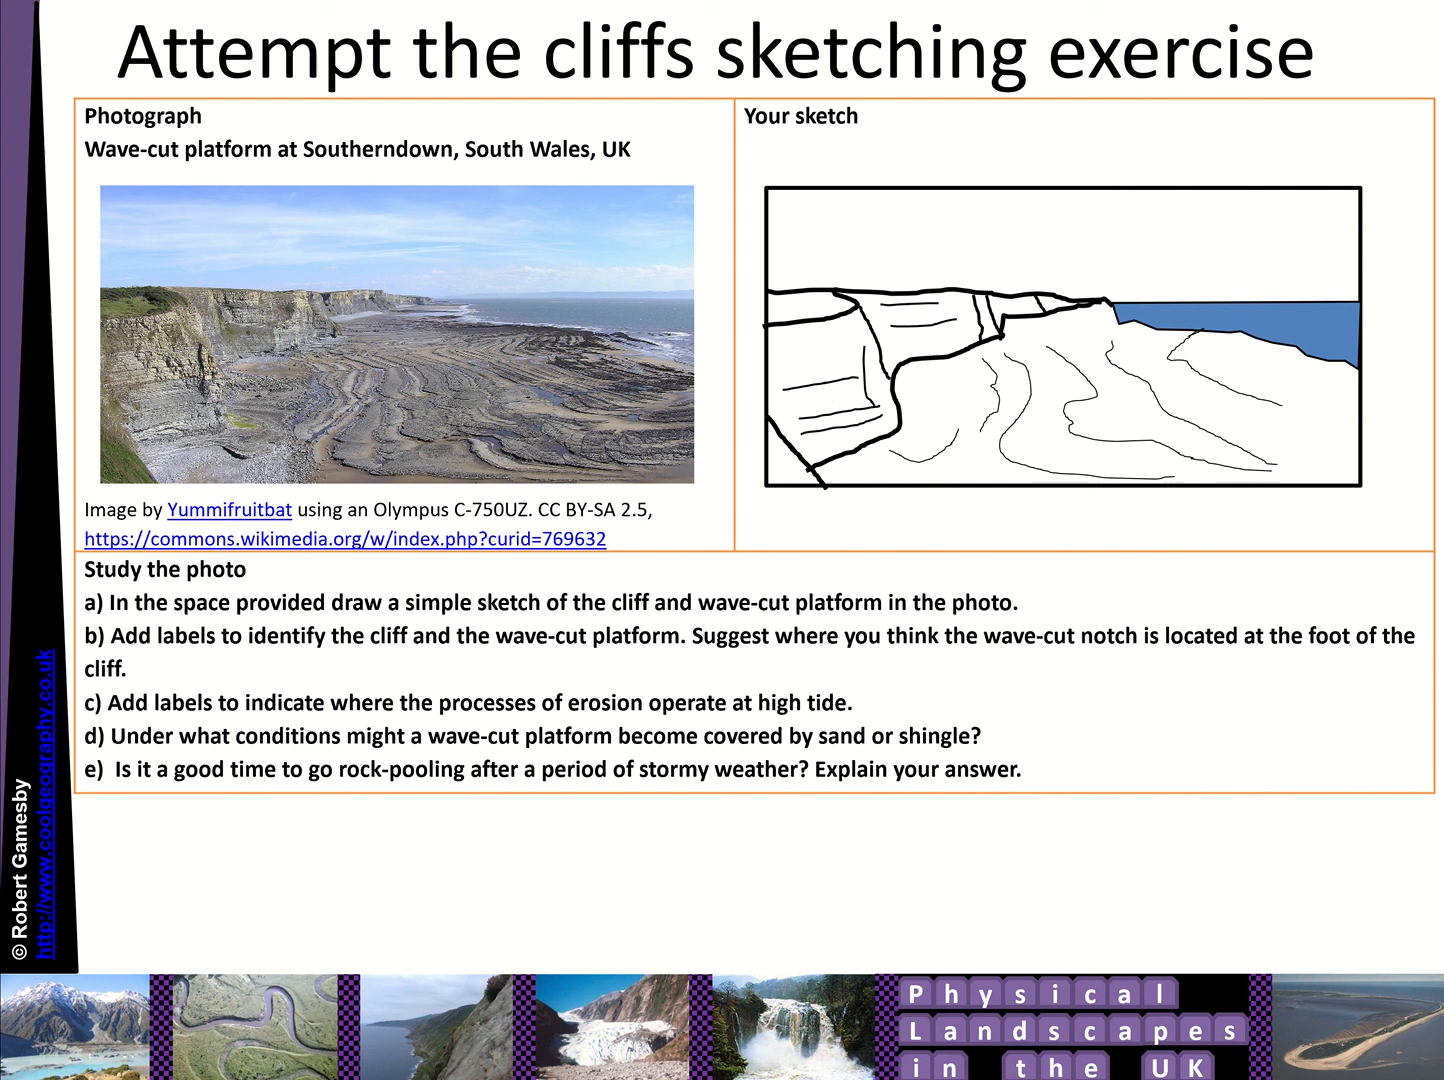 Attempt the cliffs sketching exercise
Photograph
Wave-cut platform at Southerndown, South Wales, UK
Image by Yummifruitbat using an Olympus C-750UZ. CC BY-SA 2.5,
https://commons.wikimedia.org/w/index.php?curid=769632
Your sketch
Study the photo
a) In the space provided draw a simple sketch of the cliff and wave-cut platform in the photo.
b) Add labels to identify the cliff and the wave-cut platform. Suggest where you think the wave-cut notch is located at the foot of the
cliff.
c) Add labels to indicate where the processes of erosion operate at high tide.
d) Under what conditions might a wave-cut platform become covered by sand or shingle?
e) Is it a good time to go rock-pooling after a period of stormy weather? Explain your answer.
© Robert Gamesby
http://www.coolgeography.co.uk
Physical
Landscapes
in the UK